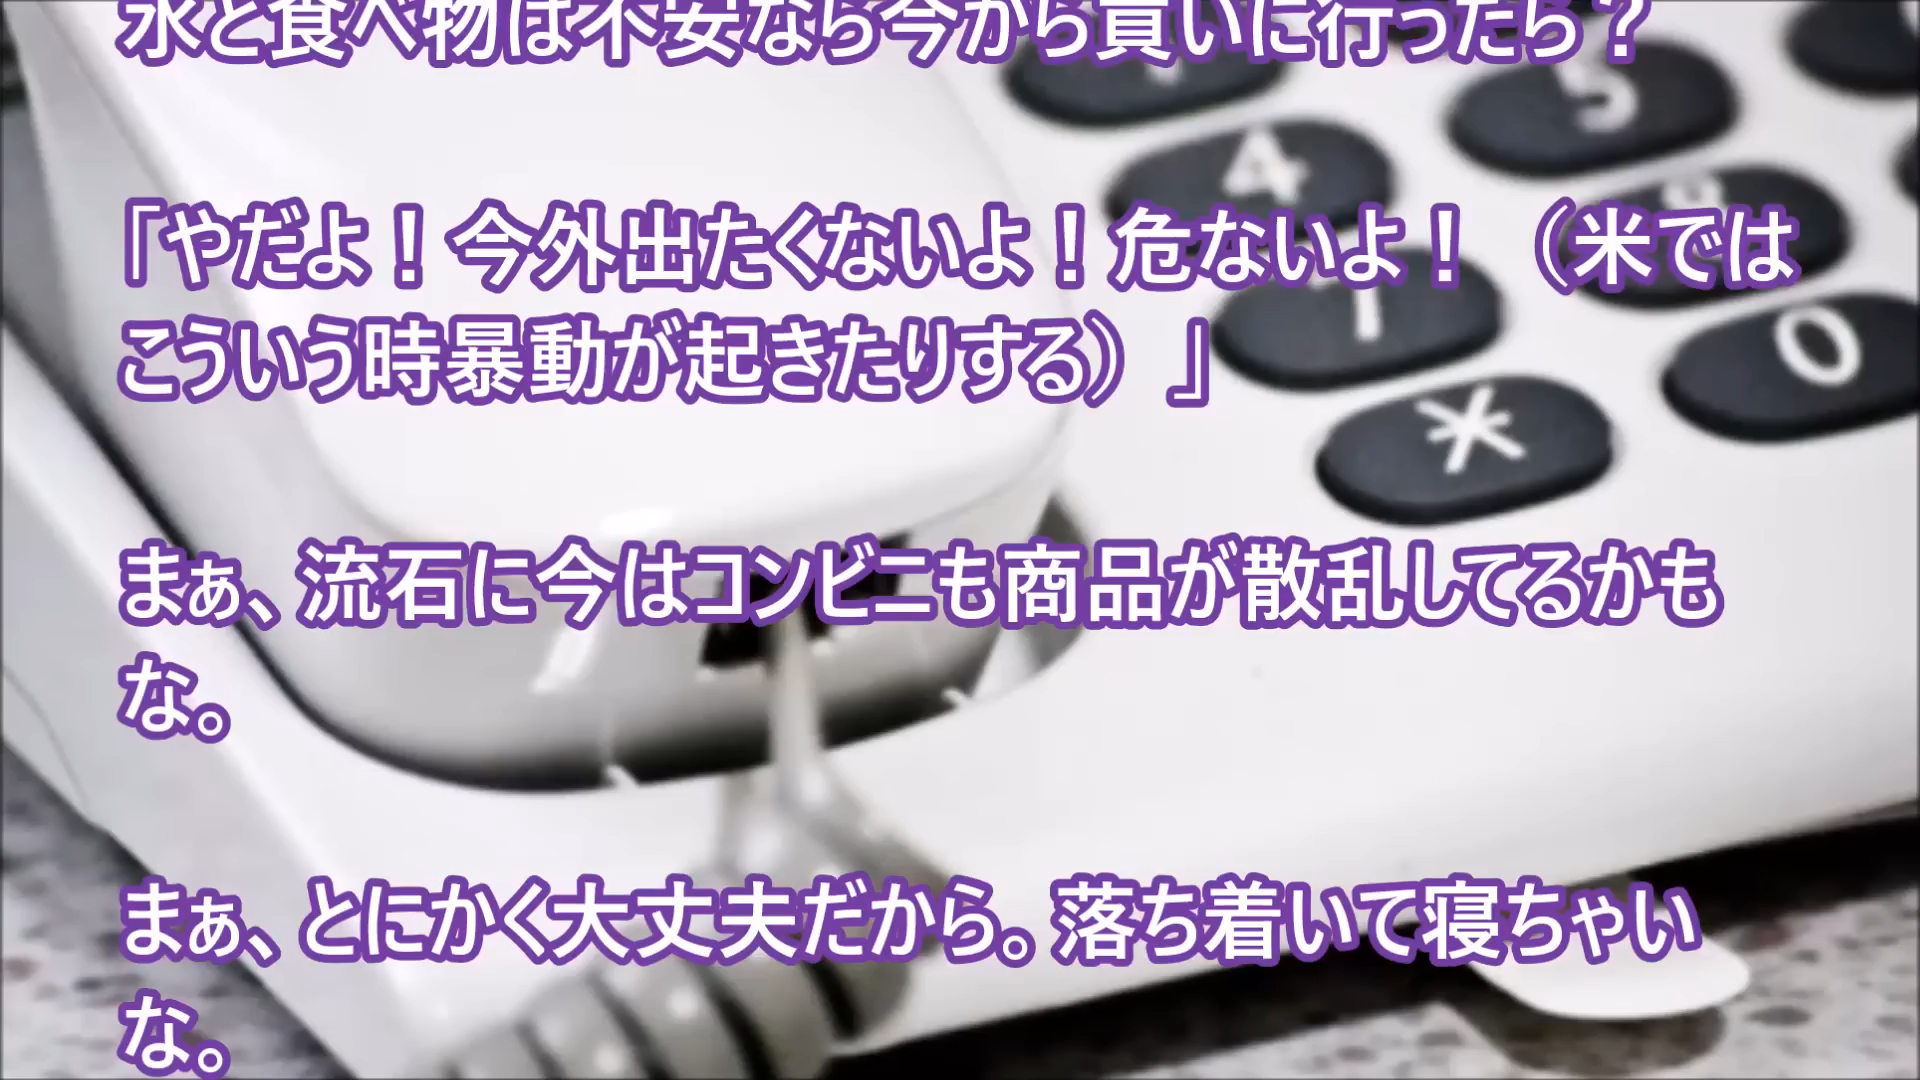 水と食べ物は不安なら今から買いに行ったら？
「やだよ！今外出たくないよ！危ないよ！（米では
こういう時暴動が起きたりする）』
まぁ、流石に今はコンビニも商品が散乱してるかも
な。
まぁ、とにかく大丈夫だから。落ち着いて寝ちゃい
な。
4
5
7
*
0